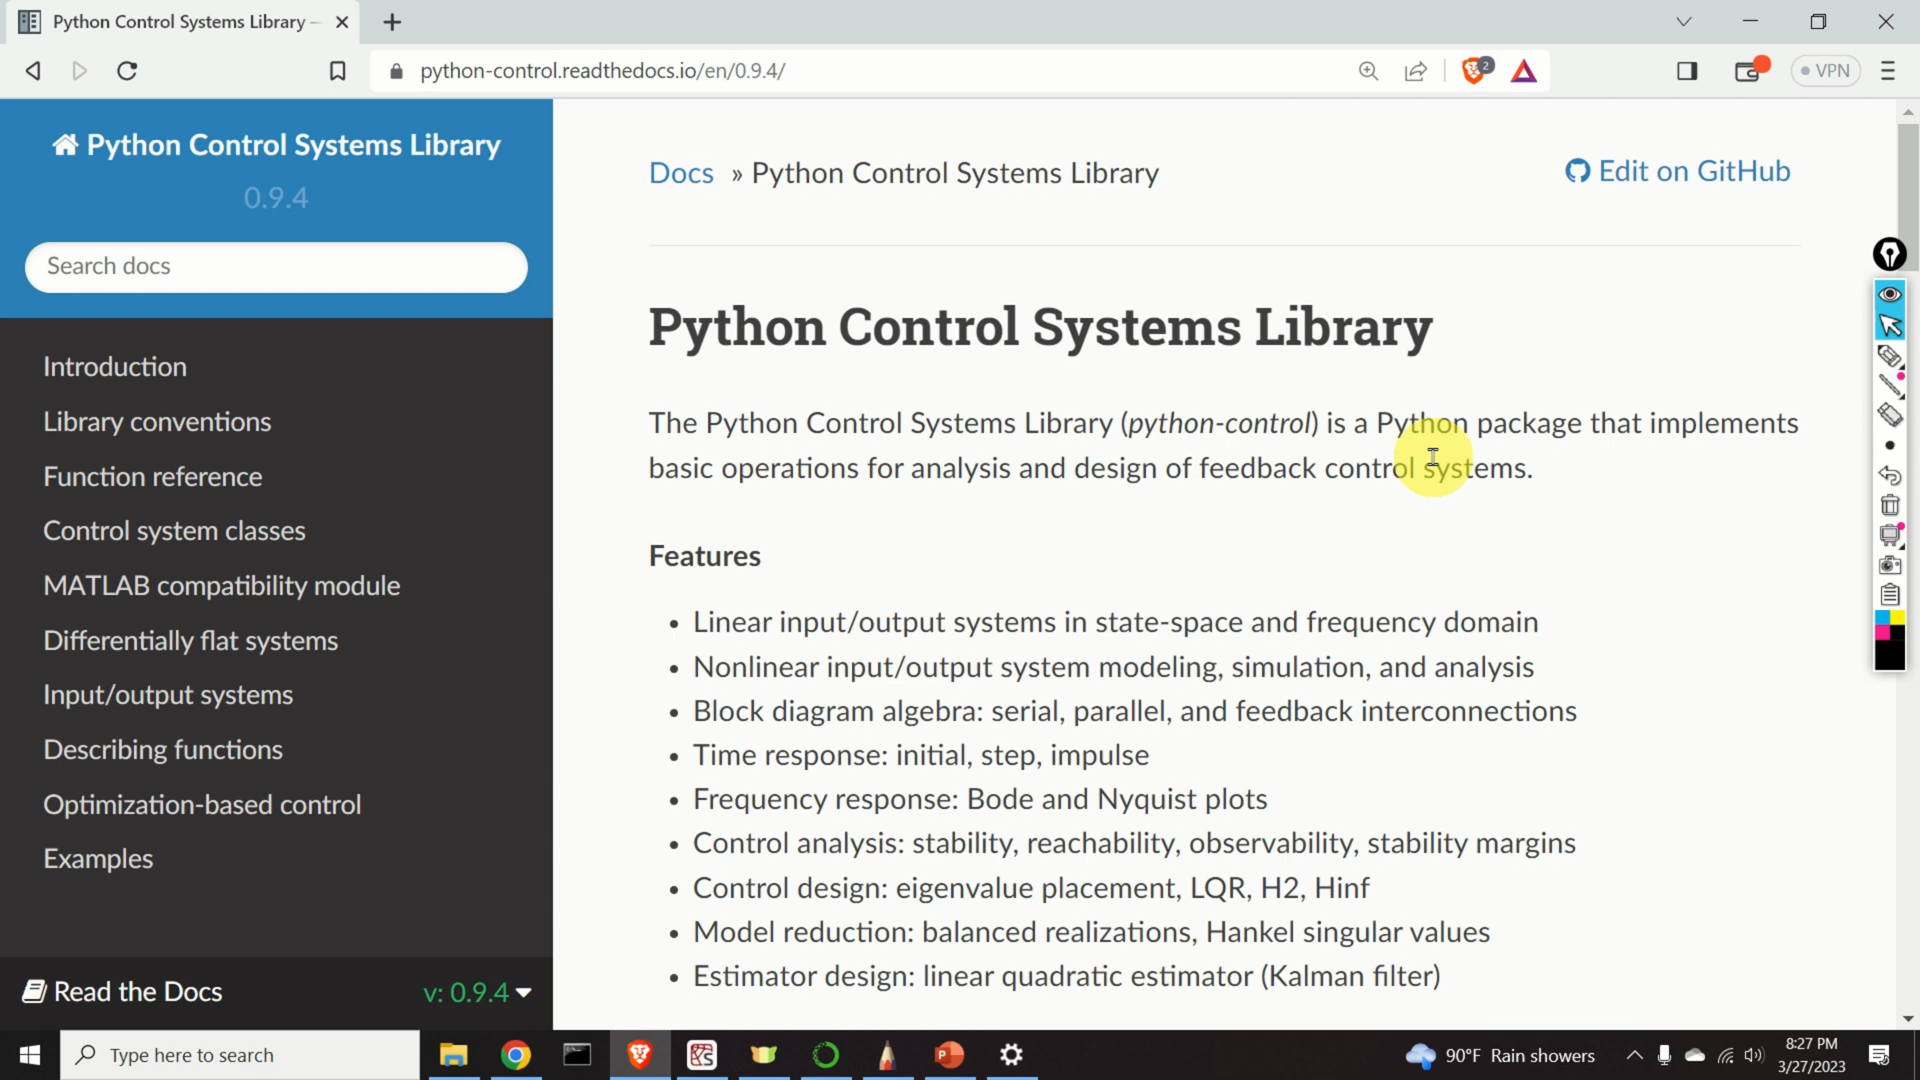 Python Control Systems Library –
python-control.readthedocs.io/en/0.9.4/
2
VPN
Python Control Systems Library
0.9.4
Search docs
Introduction
Library conventions
Function reference
Control system classes
MATLAB compatibility module
Differentially flat systems
Input/output systems
Describing functions
Optimization-based control
Examples
Read the Docs
v: 0.9.4
Docs » Python Control Systems Library
Edit on GitHub
Python Control Systems Library
The Python Control Systems Library (python-control) is a Python package that implements
basic operations for analysis and design of feedback control systems.
Features
• Linear input/output systems in state-space and frequency domain
• Nonlinear input/output system modeling, simulation, and analysis
• Block diagram algebra: serial, parallel, and feedback interconnections
• Time response: initial, step, impulse
• Frequency response: Bode and Nyquist plots
• Control analysis: stability, reachability, observability, stability margins
• Control design: eigenvalue placement, LQR, H2, Hinf
• Model reduction: balanced realizations, Hankel singular values
• Estimator design: linear quadratic estimator (Kalman filter)
Type here to search
90°F Rain showers
8:27 PM
3/27/2023